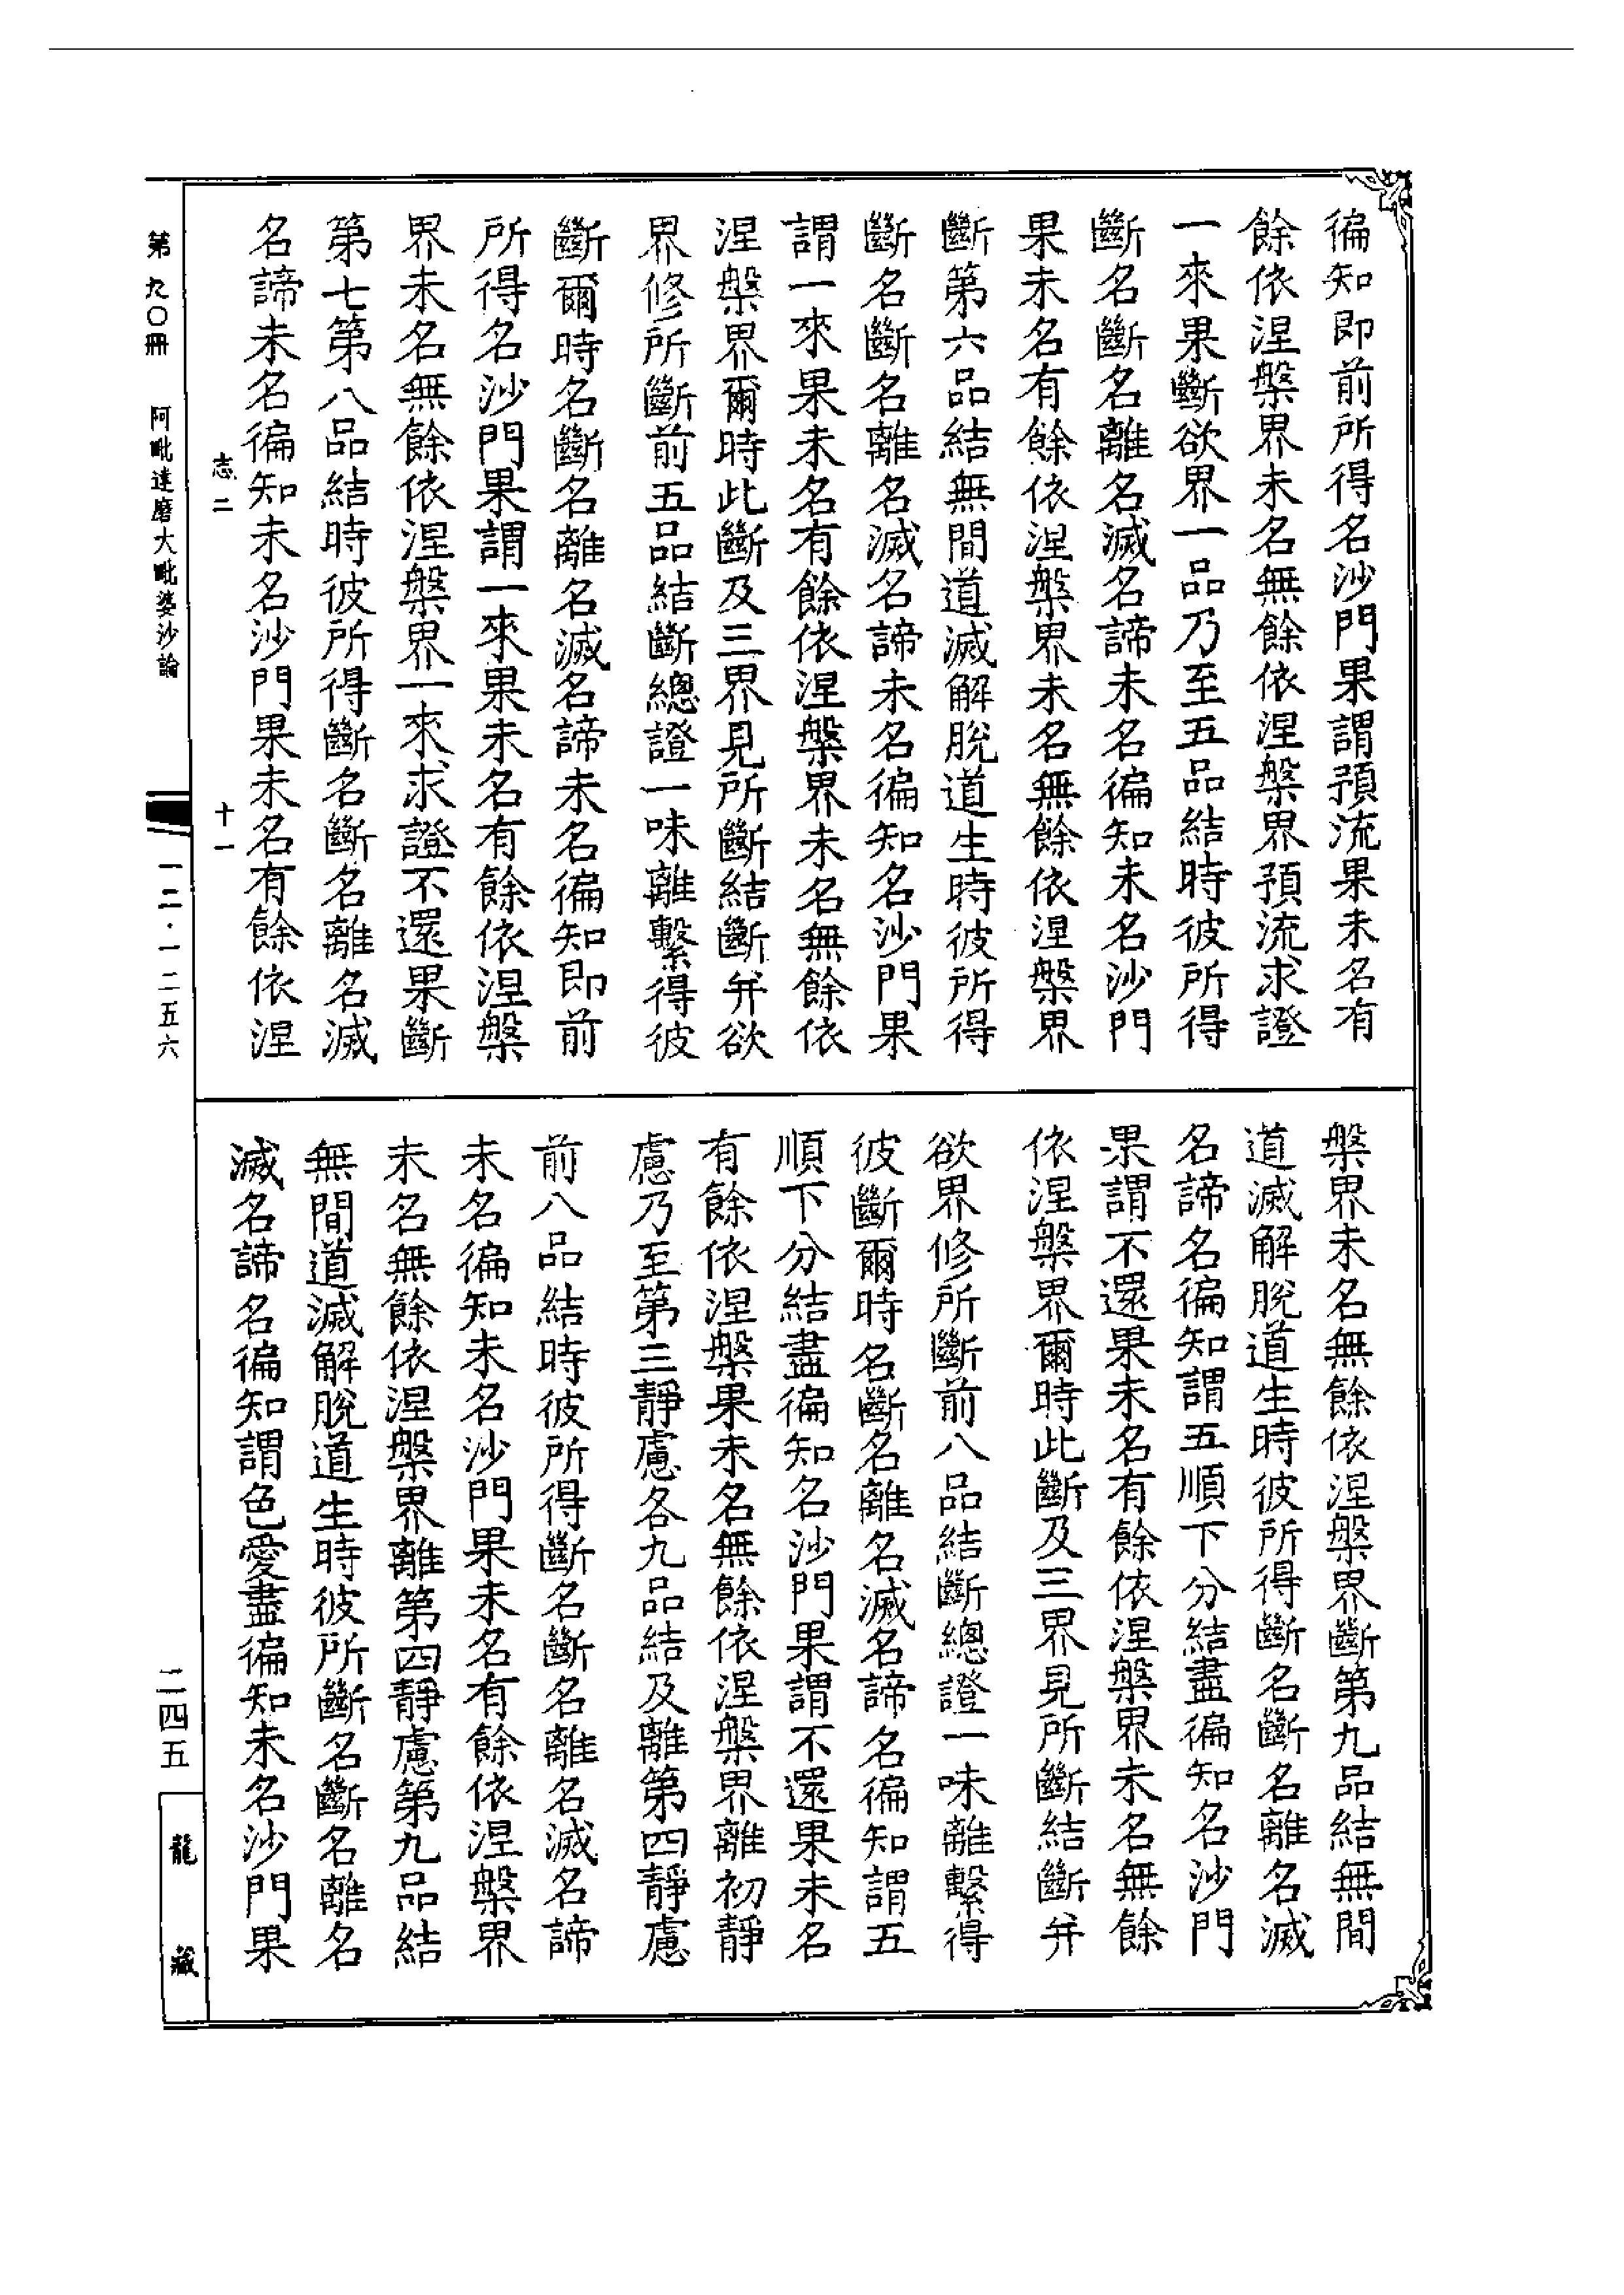 徧知即前所得名沙門果謂預流果未名有
餘依涅槃界未名無餘依涅槃界預流求證
一來果斷欲界一品乃至五品結時彼所得
斷名斷名離名滅名諦未名徧知未名沙門
果未名有餘依涅槃界未名無餘依涅槃界
斷第六品結無間道滅解脫道生時彼所得
斷名斷名離名滅名諦未名徧知名沙門果
謂一來果未名有餘依涅槃界未名無餘依
涅槃界爾時此斷及三界見所斷結斷并欲
界修所斷前五品結斷總證一味離繫得彼
斷爾時名斷名離名滅名諦未名徧知即前
所得名沙門果謂一來果未名有餘依涅槃
界未名無餘依涅槃界一來求證不還果斷
第七第八品結時彼所得斷名斷名離名滅
名諦未名徧知未名沙門果未名有餘依涅
志二
十一
槃界未名無餘依涅槃界斷第九品結無間
道滅解脫道生時彼所得斷名斷名離名滅
名諦名徧知謂五順下分結盡徧知名沙門
果謂不還果未名有餘依涅槃界未名無餘
依涅槃界爾時此斷及三界見所斷結斷并
欲界修所斷前八品結斷總證一味離繫得
彼斷爾時名斷名離名滅名諦名徧知謂五
順下分結盡徧知名沙門果謂不還果未名
有餘依涅槃果未名無餘依涅槃界離初靜
慮乃至第三靜慮各九品結及離第四靜慮
前八品結時彼所得斷名斷名離名滅名諦
未名徧知未名沙門果未名有餘依涅槃界
未名無餘依涅槃界離第四靜慮第九品結
無間道滅解脫道生時彼所斷名斷名離名
滅名諦名徧知謂色愛盡徧知未名沙門果
第九〇冊　阿毗達磨大毗婆沙論
一二·一二五六
二四五
龍藏